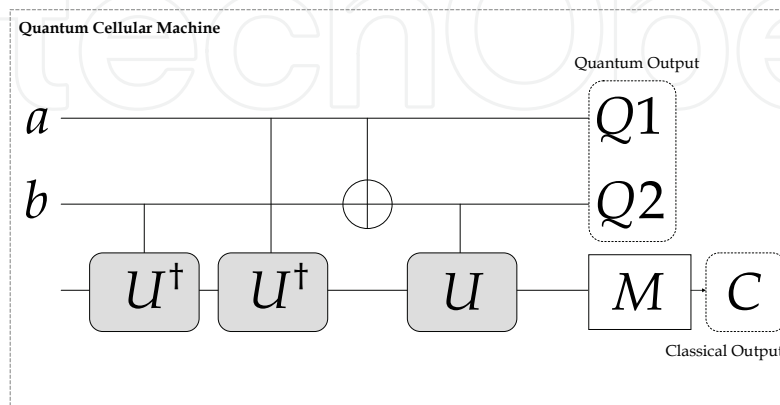 Quantum Cellular Machine
Quantum Output
a
Q1
b
Q2
U†
U†
U
M
C
Classical Output